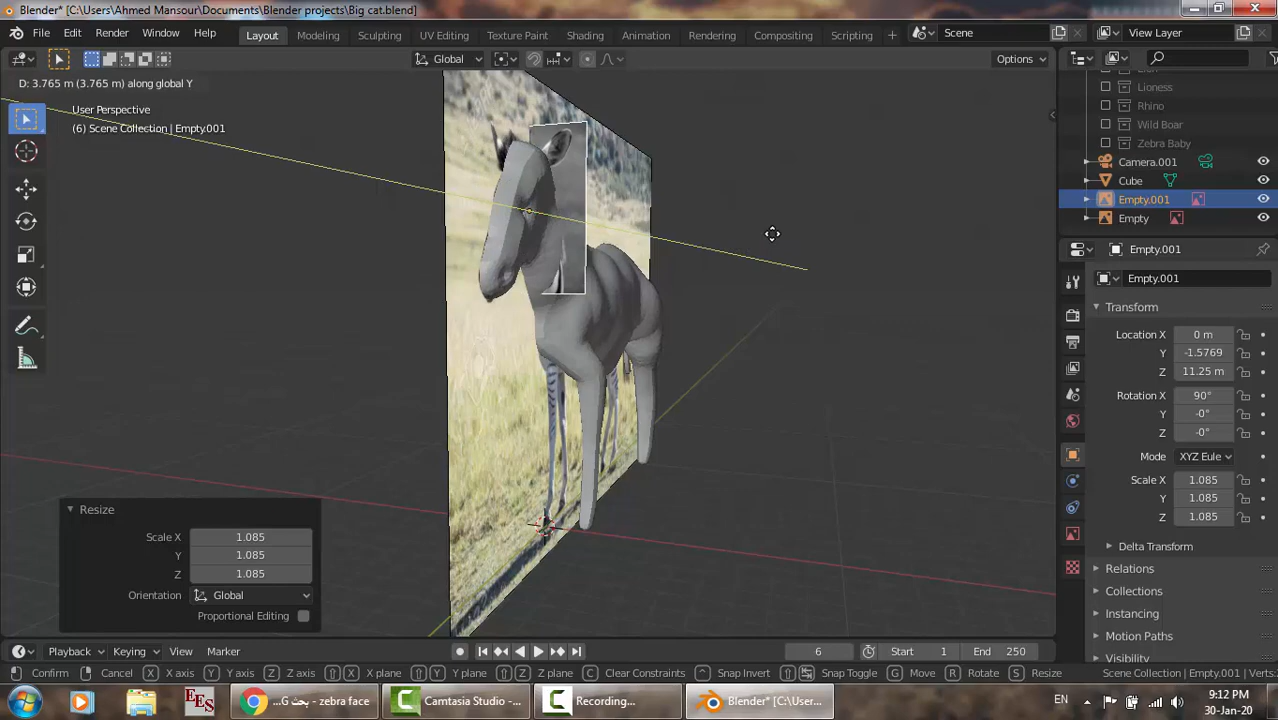 Blender* [C:\Users\Ahmed Mansour\Documents\Blender projects\Big cat.blend]
File Edit Render Window Help Layout Modeling Sculpting UV Editing Texture Paint Shading Animation Rendering Compositing Scripting + Scene View Layer
Global Options
D: 3.765 m (3.765 m) along global Y
User Perspective
(6) Scene Collection | Empty.001
Lioness
Rhino
Wild Boar
Zebra Baby
Camera.001
Cube
Empty.001
Empty
Empty.001
Empty.001
Transform
Location X 0 m
Y -1.5769
Z 11.25 m
Rotation X 90°
Y -0°
Z -0°
Mode XYZ Eule
Scale X 1.085
Y 1.085
Z 1.085
Delta Transform
Relations
Collections
Instancing
Motion Paths
Visibility
Resize
Scale X 1.085
Y 1.085
Z 1.085
Orientation Global
Proportional Editing
Playback Keying View Marker 6 Start 1 End 250
Confirm Cancel X X axis Y Y axis Z Z axis X X plane Y Y plane Z Z plane C Clear Constraints Snap Invert Snap Toggle G Move R Rotate S Resize Scene Collection | Empty.001 | Verts:
EES
...G بحث - zebra face
Camtasia Studio - ...
Recording...
Blender* [C:\User...
EN
9:12 PM
30-Jan-20